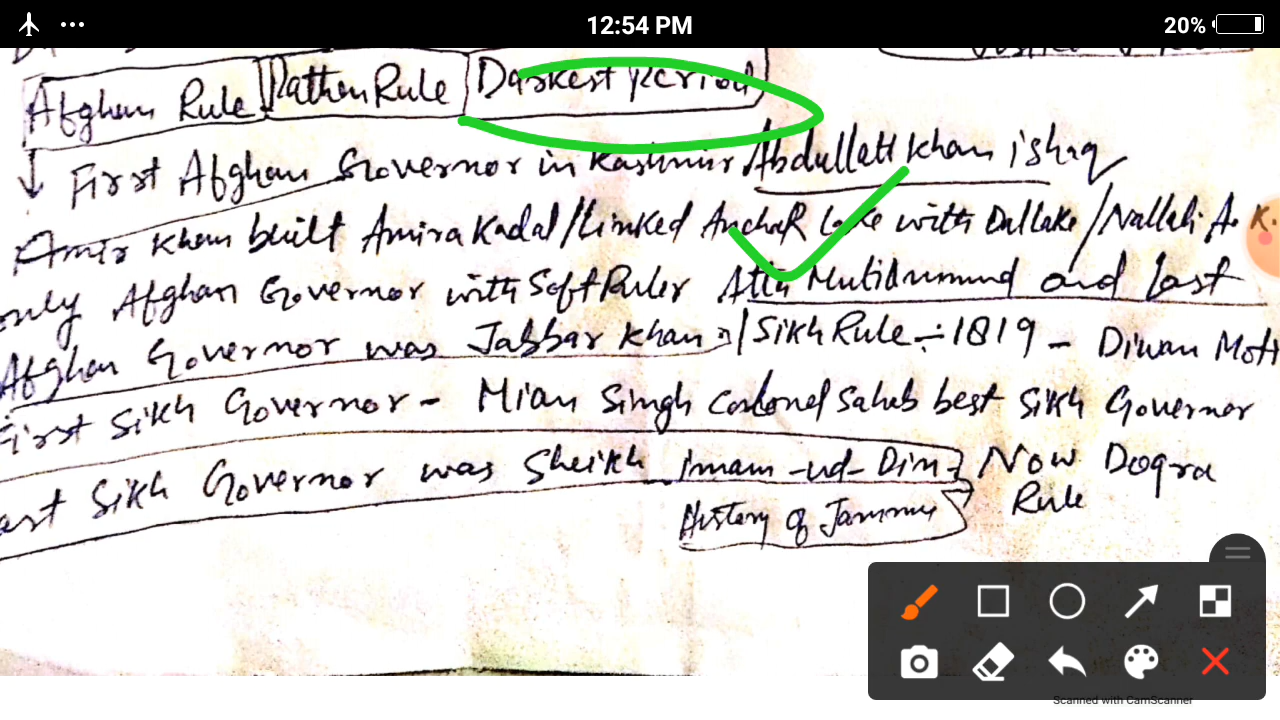 12:54 PM
20%
Afghan Rule Pathan Rule Darkest Period
First Afghan Governor in Kashmir Abdullah Khan ishaq
Amir Khan built Amira Kadal/Linked Anchar Lake with Dal lake/Nallah A. K.
only Afghan Governor with Soft Ruler Atta and last
Afghan Governor was Jabbar Khan /Sikh Rule ÷ 1819 - Diwan Moti
First Sikh Governor - Mian Singh Colonel Saheb best Sikh Governor
Last Sikh Governor was Sheikh imam-ud-Din Now Dogra
History of Jammu Rule
Scanned with CamScanner